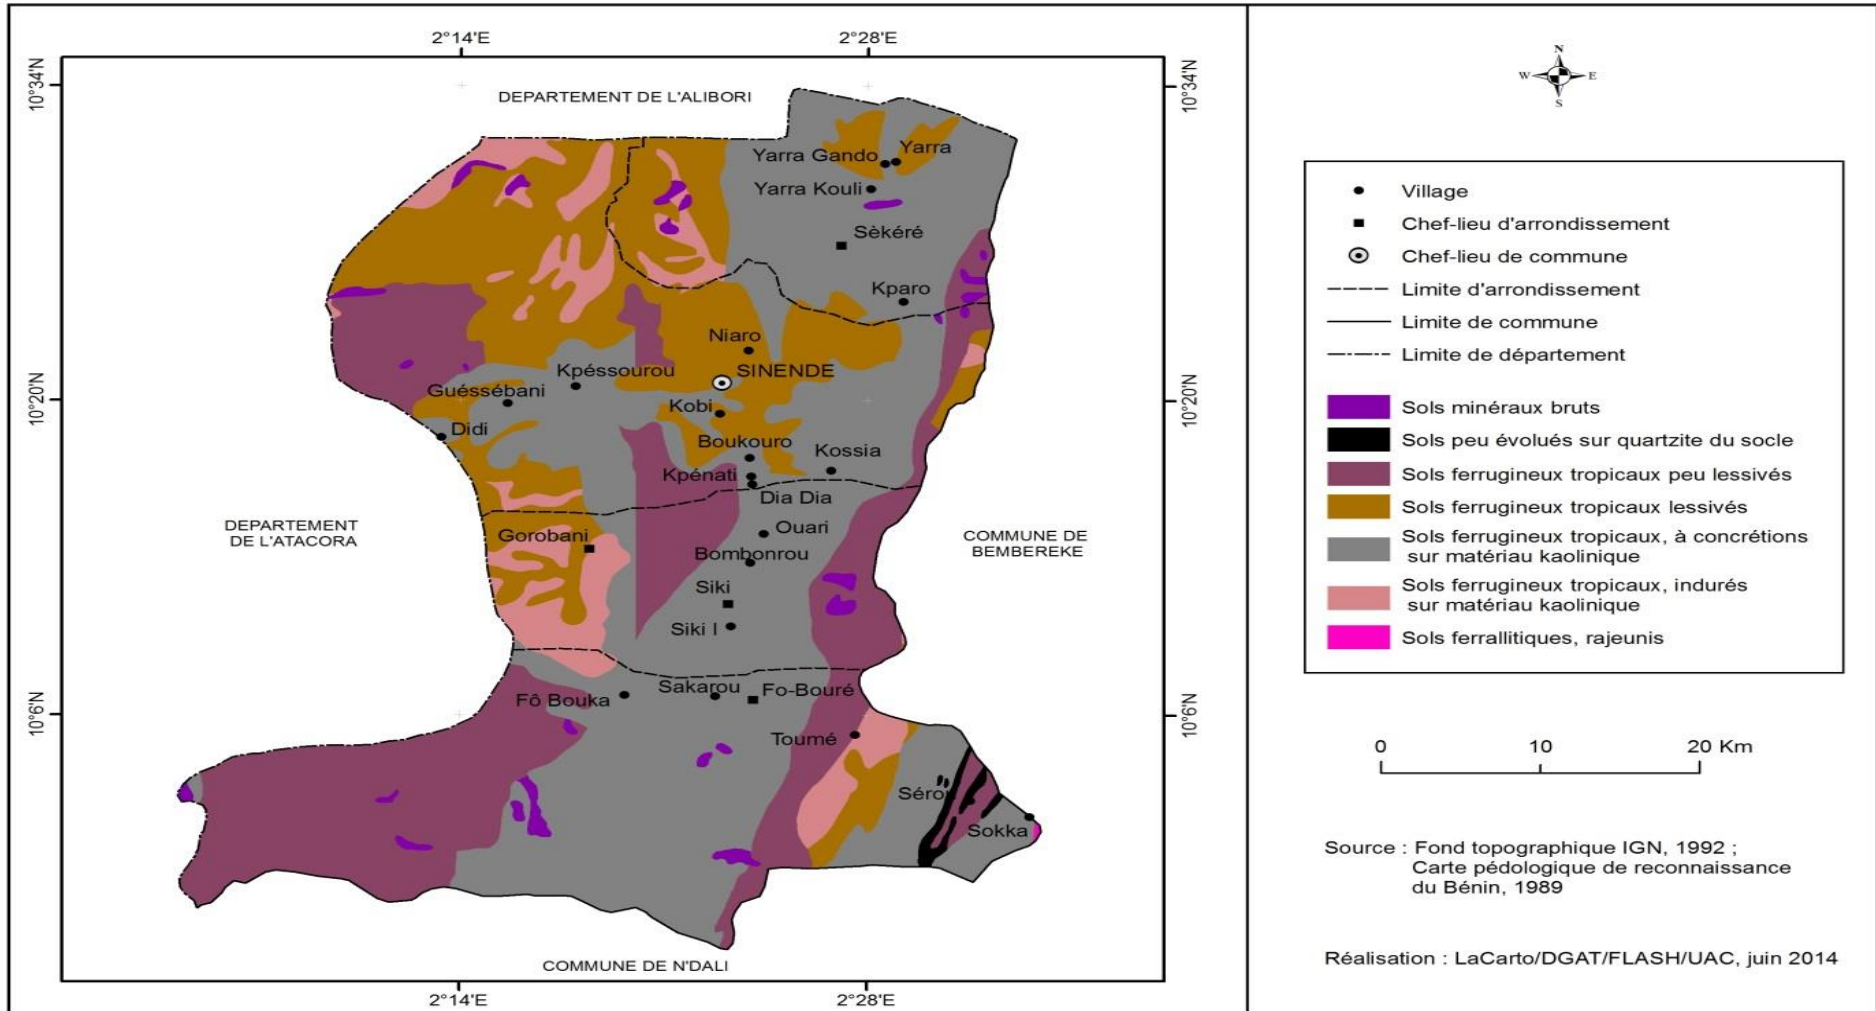 2°14'E
2°28'E
10°34'N
10°34'N
DEPARTEMENT DE L'ALIBORI
Yarra Gando
Yarra
Yarra Kouli
Sèkéré
Kparo
Niaro
Kpéssourou
SINENDE
Guéssébani
10°20'N
10°20'N
Kobi
Didi
Boukouro
Kossia
Kpénati
Dia Dia
DEPARTEMENT
DE L'ATACORA
Gorobani
Ouari
COMMUNE DE
BEMBEREKE
Bombonrou
Siki
Siki I
Sakarou
Fô Bouka
Fo-Bouré
10°6'N
10°6'N
Toumé
Sérou
Sokka
COMMUNE DE N'DALI
2°14'E
2°28'E
N
W
E
S
Village
Chef-lieu d'arrondissement
Chef-lieu de commune
Limite d'arrondissement
Limite de commune
Limite de département
Sols minéraux bruts
Sols peu évolués sur quartzite du socle
Sols ferrugineux tropicaux peu lessivés
Sols ferrugineux tropicaux lessivés
Sols ferrugineux tropicaux, à concrétions
sur matériau kaolinique
Sols ferrugineux tropicaux, indurés
sur matériau kaolinique
Sols ferrallitiques, rajeunis
0 10 20 Km
Source : Fond topographique IGN, 1992 ;
Carte pédologique de reconnaissance
du Bénin, 1989
Réalisation : LaCarto/DGAT/FLASH/UAC, juin 2014